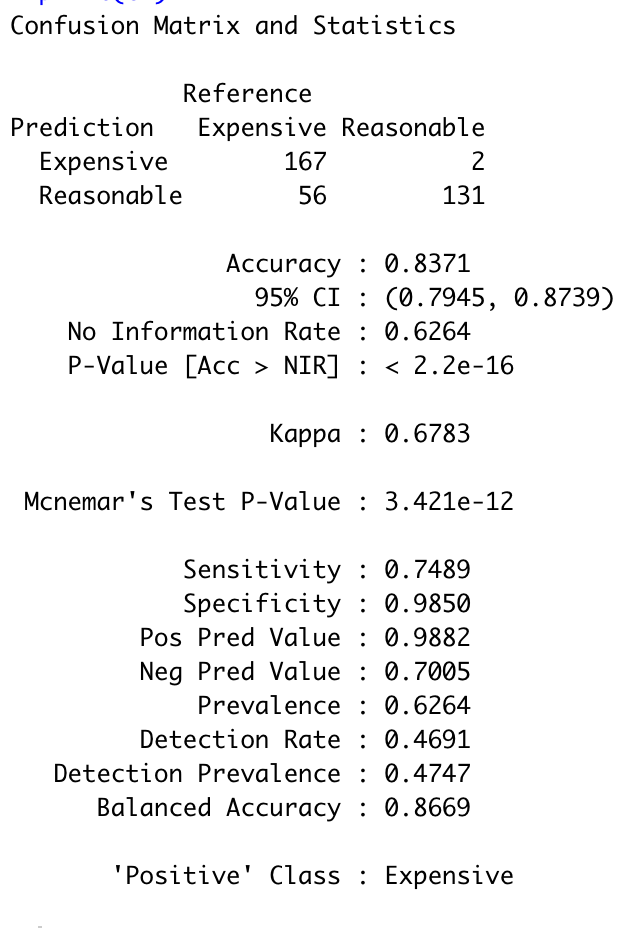 Confusion Matrix and Statistics
Reference
Prediction Expensive Reasonable
Expensive 167 2
Reasonable 56 131
Accuracy : 0.8371
95% CI : (0.7945, 0.8739)
No Information Rate : 0.6264
P-Value [Acc > NIR] : < 2.2e-16
Kappa : 0.6783
Mcnemar's Test P-Value : 3.421e-12
Sensitivity : 0.7489
Specificity : 0.9850
Pos Pred Value : 0.9882
Neg Pred Value : 0.7005
Prevalence : 0.6264
Detection Rate : 0.4691
Detection Prevalence : 0.4747
Balanced Accuracy : 0.8669
'Positive' Class : Expensive